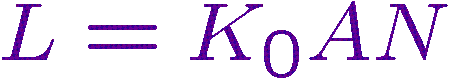 L = K₀AN